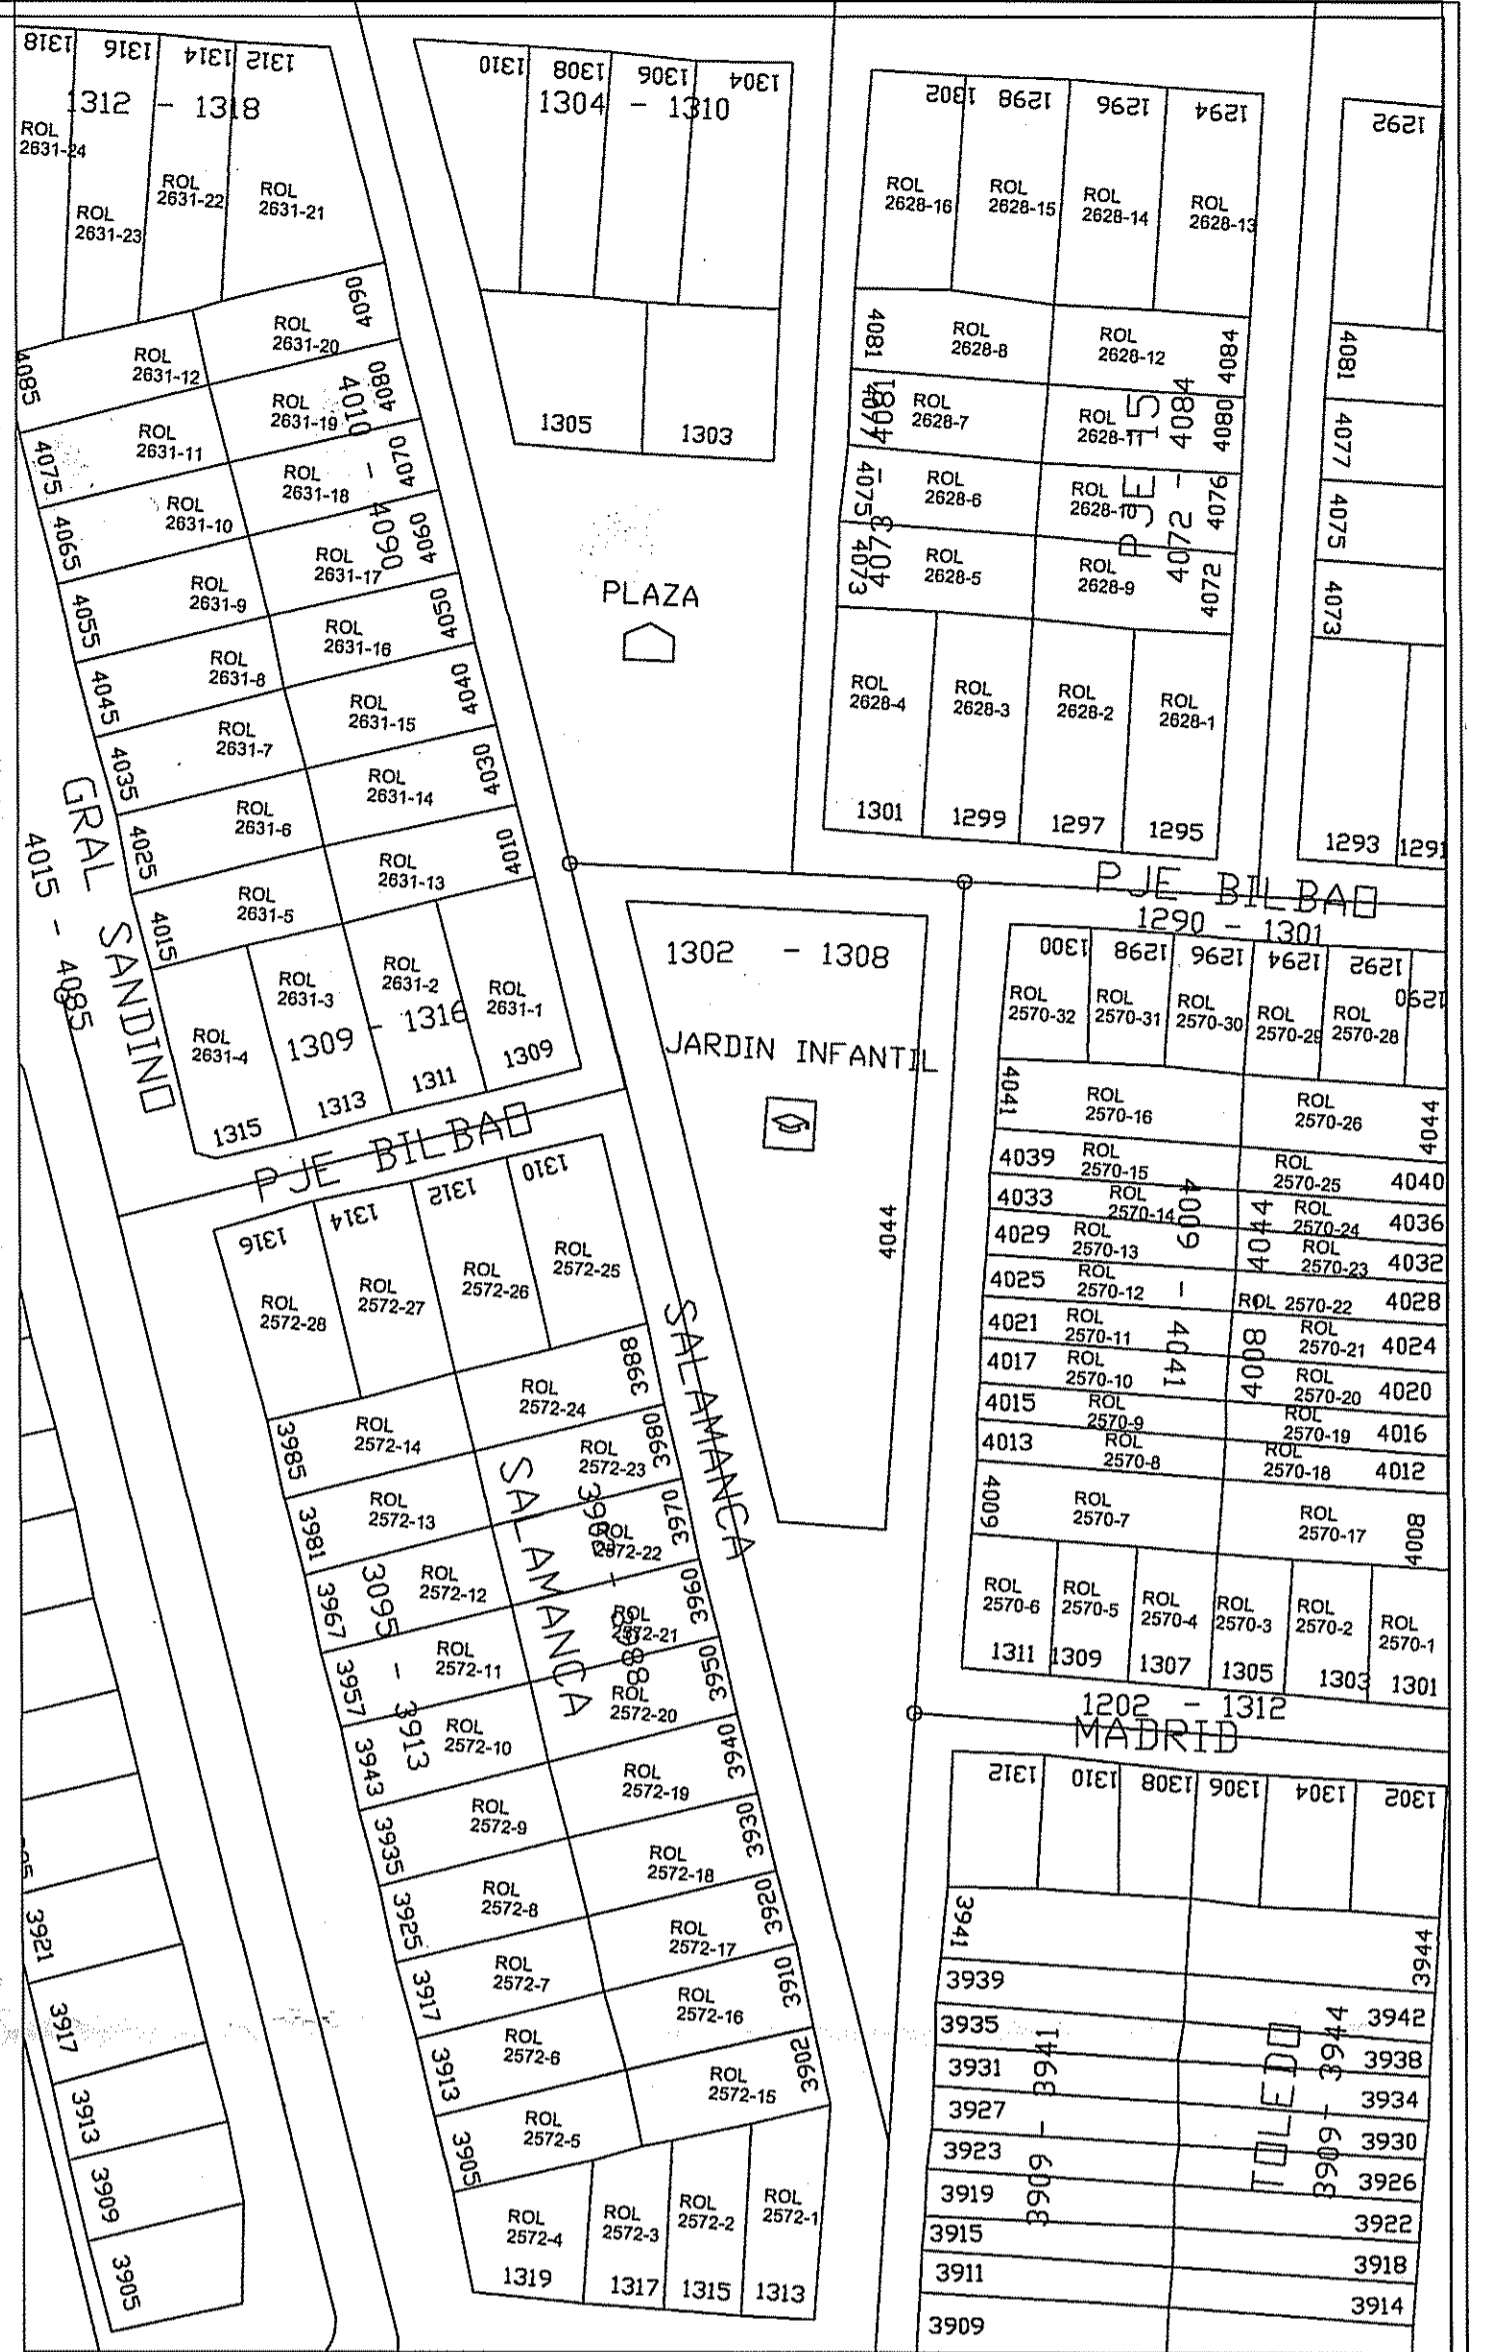 1318
1316
1314
1312
1312 - 1318
ROL
2631-24
ROL
2631-23
ROL
2631-22
ROL
2631-21
1310
1308
1306
1304
1304 - 1310
1302
1298
1296
1294
1292
ROL
2628-16
ROL
2628-15
ROL
2628-14
ROL
2628-13
4085
ROL
2631-12
ROL
2631-20
4090
4075
ROL
2631-11
ROL
2631-19
4080
4065
ROL
2631-10
ROL
2631-18
4070
4055
ROL
2631-9
ROL
2631-17
4060
4045
ROL
2631-8
ROL
2631-16
4050
4035
ROL
2631-7
ROL
2631-15
4040
4025
ROL
2631-6
ROL
2631-14
4030
4015
ROL
2631-5
ROL
2631-13
4010
4010 - 4090
1305
1303
PLAZA
4081
ROL
2628-8
ROL
2628-12
4084
4077
ROL
2628-7
ROL
2628-11
4080
4075
ROL
2628-6
ROL
2628-10
4076
4073
ROL
2628-5
ROL
2628-9
4072
4073 - 4081
PJE 15
4072 - 4084
4081
4077
4075
4073
ROL
2628-4
ROL
2628-3
ROL
2628-2
ROL
2628-1
1301
1299
1297
1295
1293
1291
GRAL SANDINO
4015 - 4085
ROL
2631-4
ROL
2631-3
ROL
2631-2
ROL
2631-1
1309 - 1316
1315
1313
1311
1309
PJE BILBAO
PJE BILBAO
1290 - 1301
1302 - 1308
JARDIN INFANTIL
4044
1300
1298
1296
1294
1292
1290
ROL
2570-32
ROL
2570-31
ROL
2570-30
ROL
2570-29
ROL
2570-28
4041
ROL
2570-16
ROL
2570-26
4044
4039
ROL
2570-15
ROL
2570-25
4040
4033
ROL
2570-14
ROL
2570-24
4036
4029
ROL
2570-13
ROL
2570-23
4032
4025
ROL
2570-12
ROL 2570-22
4028
4021
ROL
2570-11
ROL
2570-21
4024
4017
ROL
2570-10
ROL
2570-20
4020
4015
ROL
2570-9
ROL
2570-19
4016
4013
ROL
2570-8
ROL
2570-18
4012
4009
ROL
2570-7
ROL
2570-17
4008
4009 - 4041
4044
4008
ROL
2570-6
ROL
2570-5
ROL
2570-4
ROL
2570-3
ROL
2570-2
ROL
2570-1
1311
1309
1307
1305
1303
1301
1202 - 1312
MADRID
1316
1314
1312
1310
ROL
2572-28
ROL
2572-27
ROL
2572-26
ROL
2572-25
SALAMANCA
SALAMANCA
3985
ROL
2572-14
ROL
2572-24
3988
3981
ROL
2572-13
ROL
2572-23
3980
3967
ROL
2572-12
ROL
2572-22
3970
3957
ROL
2572-11
ROL
2572-21
3960
3943
ROL
2572-10
ROL
2572-20
3950
3935
ROL
2572-9
ROL
2572-19
3940
3925
ROL
2572-8
ROL
2572-18
3930
3917
ROL
2572-7
ROL
2572-17
3920
3913
ROL
2572-6
ROL
2572-16
3910
3905
ROL
2572-5
ROL
2572-15
3902
3095 - 3913
ROL
2572-4
ROL
2572-3
ROL
2572-2
ROL
2572-1
1319
1317
1315
1313
3921
3917
3913
3909
3905
1312
1310
1308
1306
1304
1302
3941
3944
3939
3942
3935
3938
3931
3934
3927
3930
3923
3926
3919
3922
3915
3918
3911
3914
3909
3909 - 3941
TOLEDO
3909 - 3944